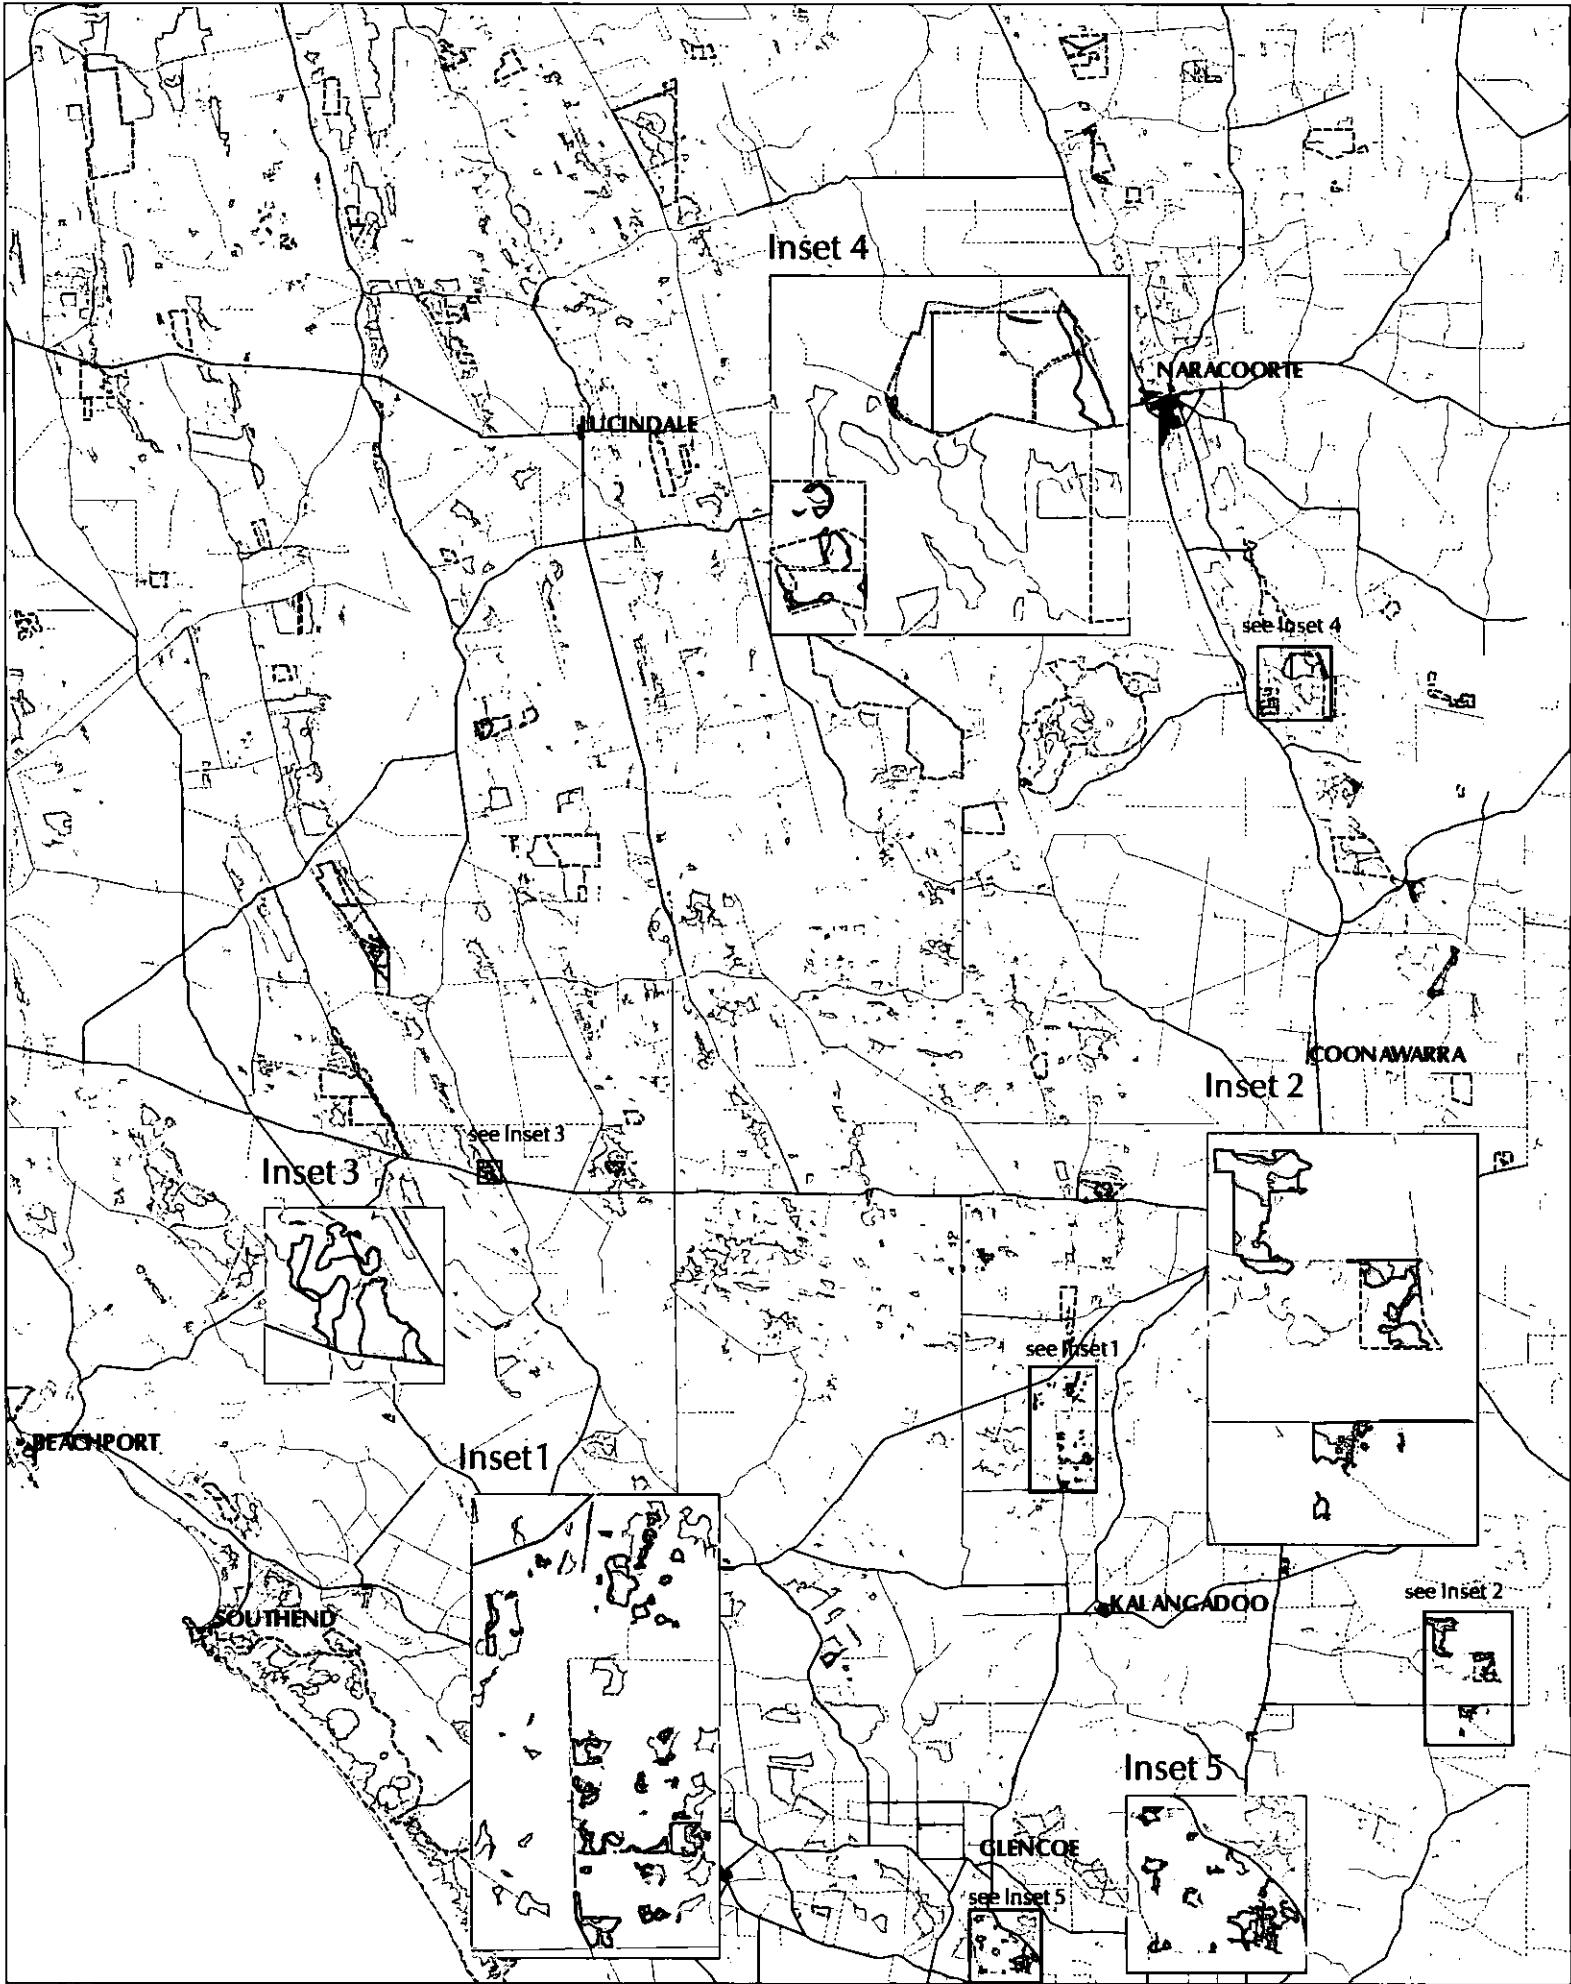 Inset 4
NARACOORTE
LUCINDALE
see Inset 4
COONAWARRA
Inset 2
see Inset 3
Inset 3
see Inset 1
BEACHPORT
Inset 1
see Inset 2
KALANGADOO
SOUTHEND
Inset 5
GLENCOE
see Inset 5